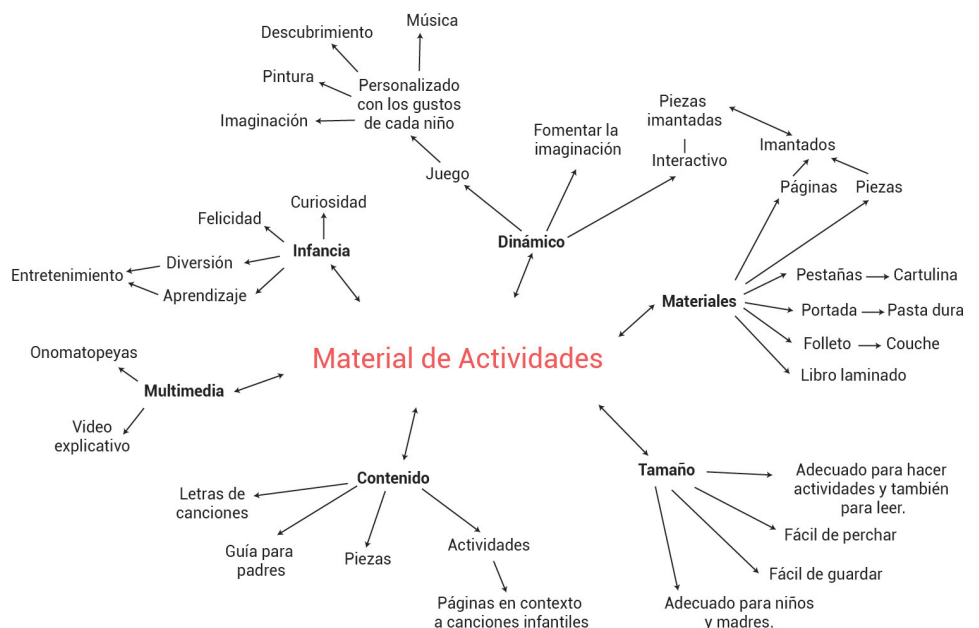 Música
Descubrimiento
Pintura
Imaginación
Personalizado
con los gustos
de cada niño
Juego
Fomentar la
imaginación
Piezas
imantadas
Interactivo
Imantados
Páginas
Piezas
Dinámico
Curiosidad
Felicidad
Infancia
Diversión
Entretenimiento
Aprendizaje
Materiales
Pestañas
Cartulina
Portada
Pasta dura
Folleto
Couche
Libro laminado
Material de Actividades
Onomatopeyas
Multimedia
Video
explicativo
Contenido
Letras de
canciones
Guía para
padres
Piezas
Actividades
Páginas en contexto
a canciones infantiles
Tamaño
Adecuado para hacer
actividades y también
para leer.
Fácil de perchar
Fácil de guardar
Adecuado para niños
y madres.